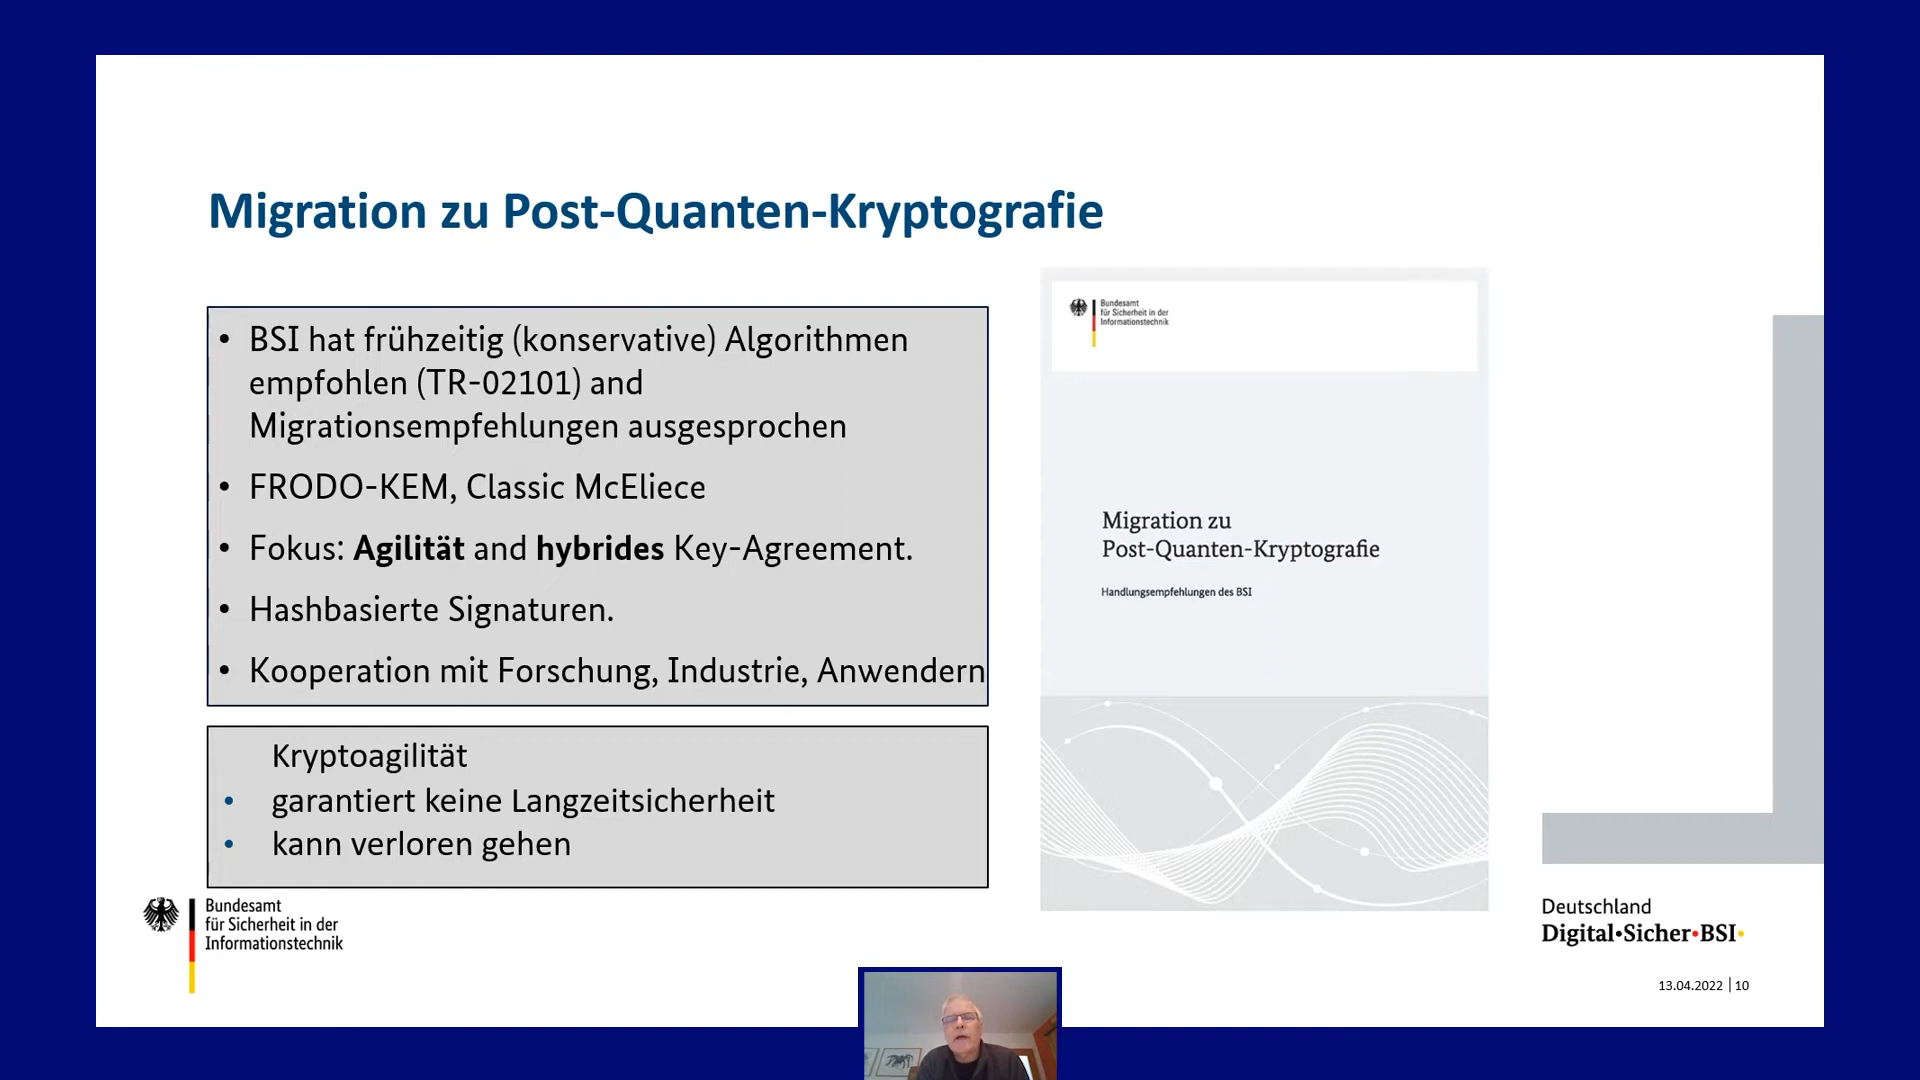 Migration zu Post-Quanten-Kryptografie
• BSI hat frühzeitig (konservative) Algorithmen
empfohlen (TR-02101) and
Migrationsempfehlungen ausgesprochen
• FRODO-KEM, Classic McEliece
• Fokus: Agilität and hybrides Key-Agreement.
• Hashbasierte Signaturen.
• Kooperation mit Forschung, Industrie, Anwendern
Kryptoagilität
• garantiert keine Langzeitsicherheit
• kann verloren gehen
Bundesamt
für Sicherheit in der
Informationstechnik
Migration zu
Post-Quanten-Kryptografie
Handlungsempfehlungen des BSI
Bundesamt
für Sicherheit in der
Informationstechnik
Deutschland
Digital•Sicher•BSI•
13.04.2022 | 10